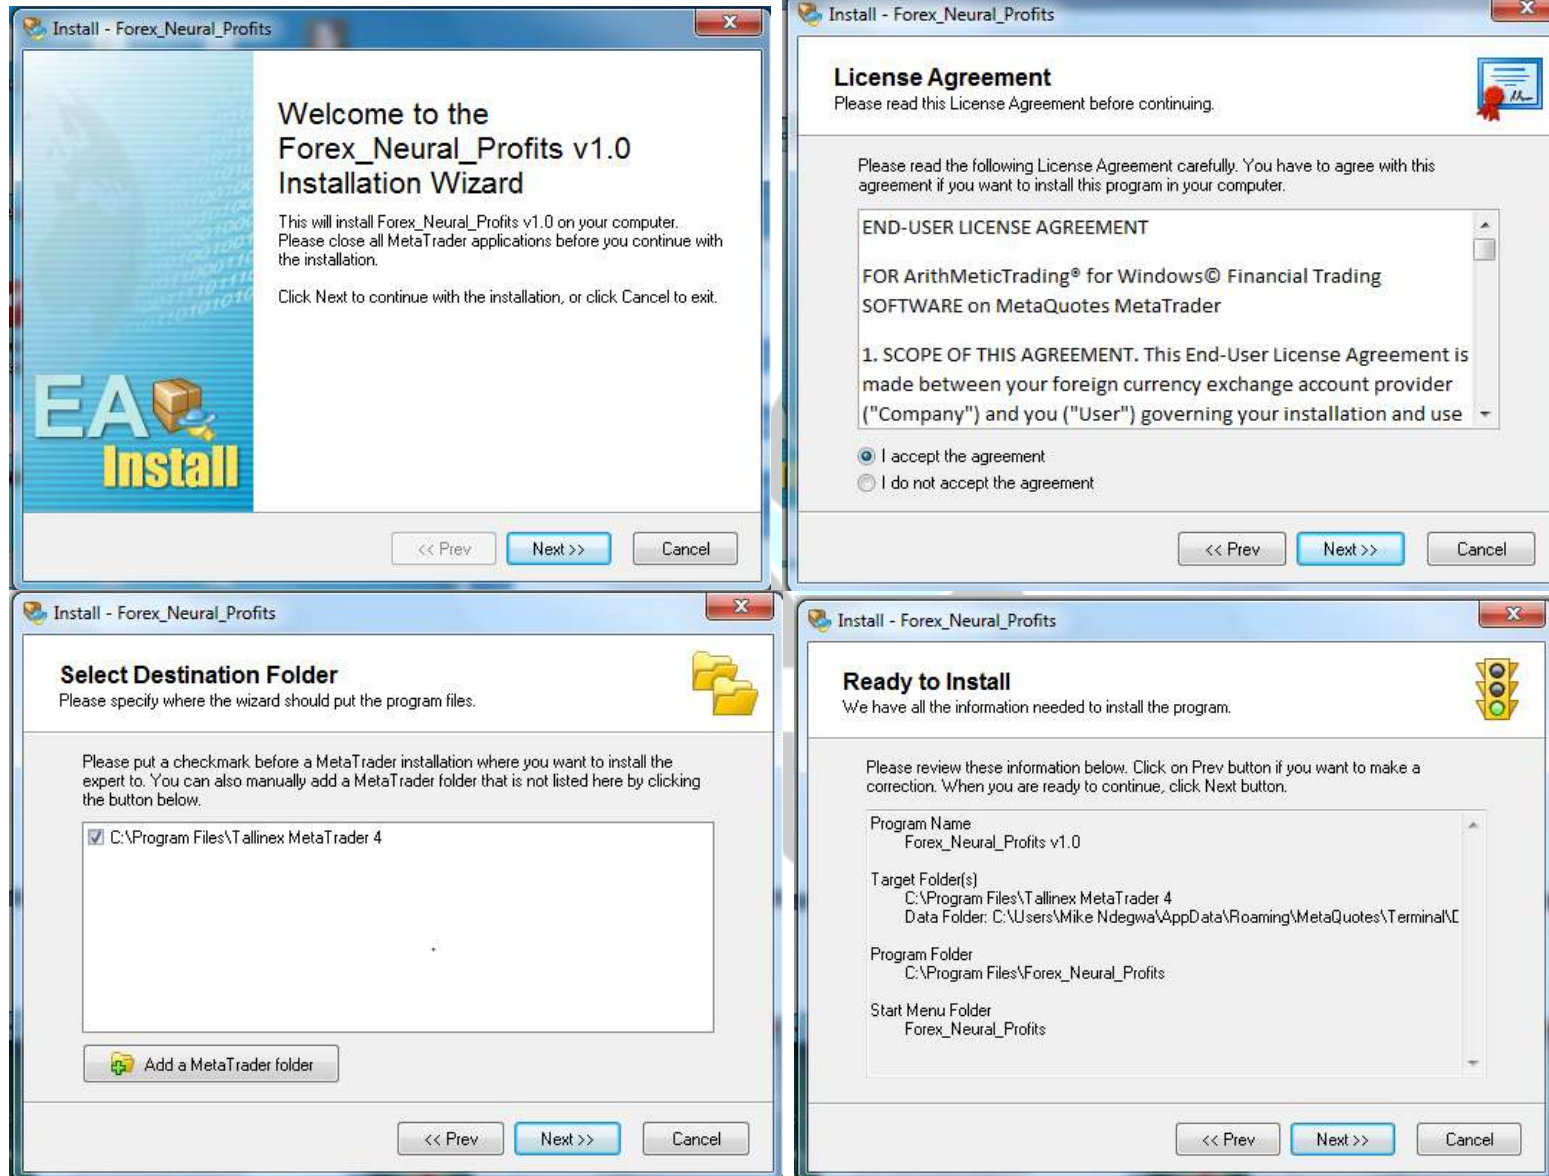 Install - Forex_Neural_Profits
Welcome to the
Forex_Neural_Profits v1.0
Installation Wizard
This will install Forex_Neural_Profits v1.0 on your computer.
Please close all MetaTrader applications before you continue with
the installation.
Click Next to continue with the installation, or click Cancel to exit.
EA
Install
<< Prev
Next >>
Cancel
Install - Forex_Neural_Profits
License Agreement
Please read this License Agreement before continuing.
Please read the following License Agreement carefully. You have to agree with this
agreement if you want to install this program in your computer.
END-USER LICENSE AGREEMENT
FOR ArithMeticTrading® for Windows© Financial Trading
SOFTWARE on MetaQuotes MetaTrader
1. SCOPE OF THIS AGREEMENT. This End-User License Agreement is
made between your foreign currency exchange account provider
("Company") and you ("User") governing your installation and use
I accept the agreement
I do not accept the agreement
<< Prev
Next >>
Cancel
Install - Forex_Neural_Profits
Select Destination Folder
Please specify where the wizard should put the program files.
Please put a checkmark before a MetaTrader installation where you want to install the
expert to. You can also manually add a MetaTrader folder that is not listed here by clicking
the button below.
C:\Program Files\Tallinex MetaTrader 4
Add a MetaTrader folder
<< Prev
Next >>
Cancel
Install - Forex_Neural_Profits
Ready to Install
We have all the information needed to install the program.
Please review these information below. Click on Prev button if you want to make a
correction. When you are ready to continue, click Next button.
Program Name
Forex_Neural_Profits v1.0
Target Folder(s)
C:\Program Files\Tallinex MetaTrader 4
Data Folder: C:\Users\Mike Ndegwa\AppData\Roaming\MetaQuotes\Terminal\
Program Folder
C:\Program Files\Forex_Neural_Profits
Start Menu Folder
Forex_Neural_Profits
<< Prev
Next >>
Cancel